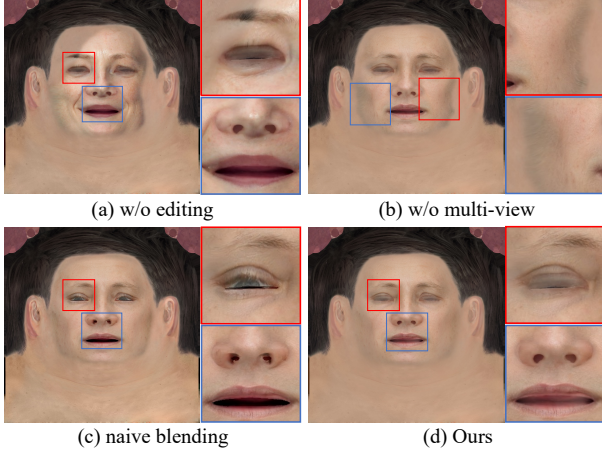 (a) w/o editing
(b) w/o multi-view
(c) naive blending
(d) Ours